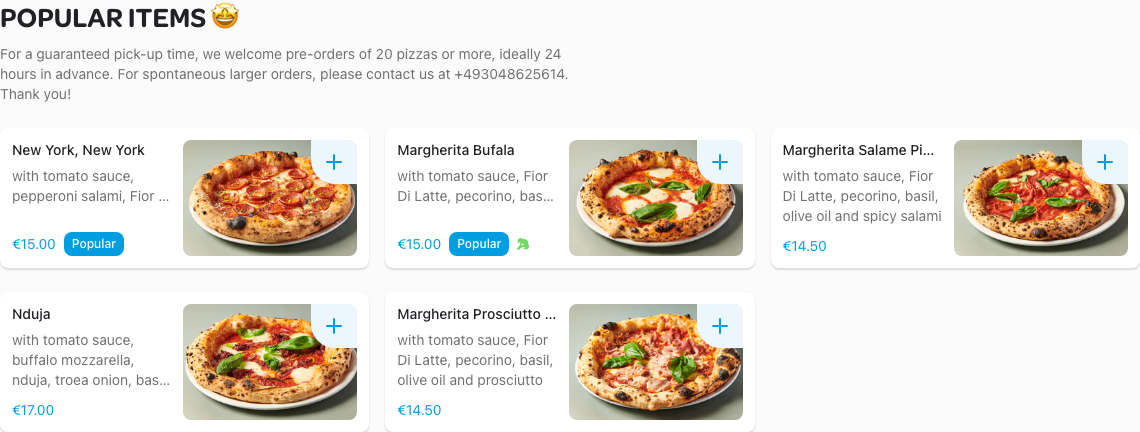 POPULAR ITEMS 🤩
For a guaranteed pick-up time, we welcome pre-orders of 20 pizzas or more, ideally 24
hours in advance. For spontaneous larger orders, please contact us at +493048625614.
Thank you!
New York, New York
with tomato sauce,
pepperoni salami, Fior ...
€15.00 Popular
Margherita Bufala
with tomato sauce, Fior
Di Latte, pecorino, bas...
€15.00 Popular
Margherita Salame Pi...
with tomato sauce, Fior
Di Latte, pecorino, basil,
olive oil and spicy salami
€14.50
Nduja
with tomato sauce,
buffalo mozzarella,
nduja, troea onion, bas...
€17.00
Margherita Prosciutto ...
with tomato sauce, Fior
Di Latte, pecorino, basil,
olive oil and prosciutto
€14.50